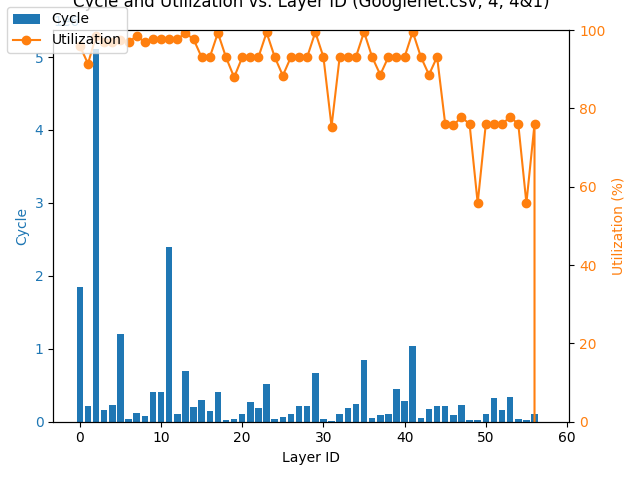 Cycle and Utilization vs. Layer ID (Googlenet.csv, 4, 4&1)
Cycle
Utilization
5
4
3
2
1
0
Cycle
100
80
60
40
20
0
Utilization (%)
0 10 20 30 40 50 60
Layer ID